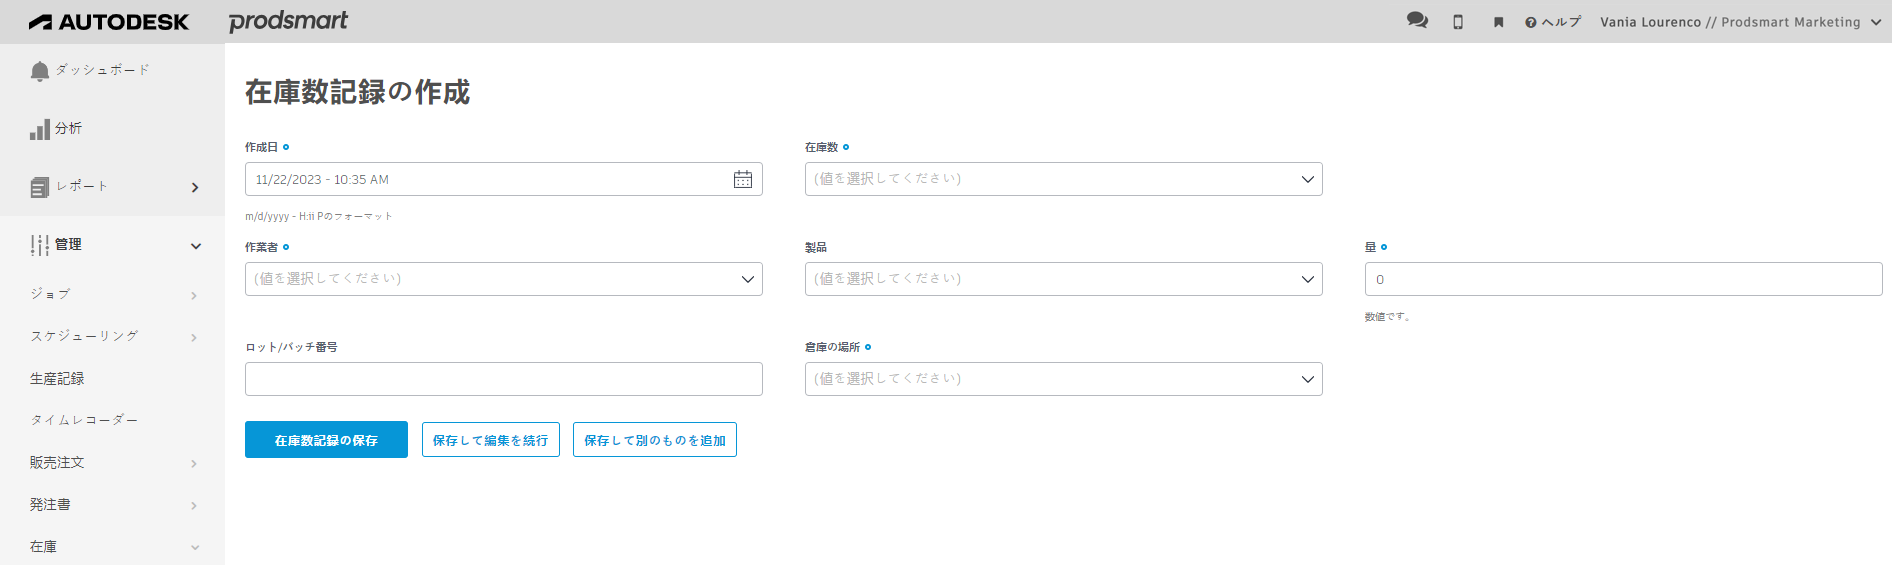 AUTODESK prodsmart ヘルプ Vania Lourenco // Prodsmart Marketing
ダッシュボード
分析
レポート
管理
ジョブ
スケジューリング
生産記録
タイムレコーダー
販売注文
発注書
在庫
在庫数記録の作成
作成日 在庫数
11/22/2023 - 10:35 AM (値を選択してください)
m/d/yyyy - H:ii Pのフォーマット
作業者 製品 量
(値を選択してください) (値を選択してください) 0
数値です。
ロット/バッチ番号 倉庫の場所
(値を選択してください)
在庫数記録の保存 保存して編集を続行 保存して別のものを追加